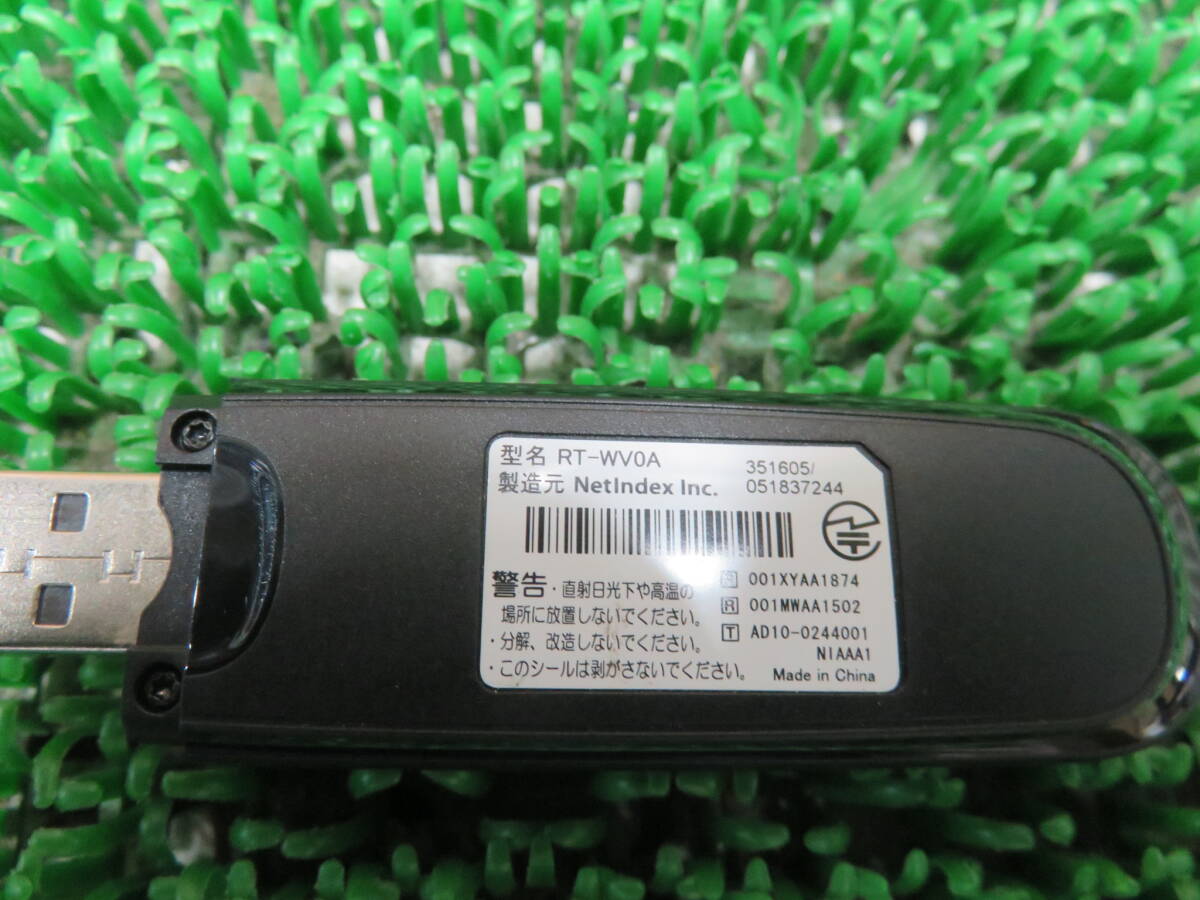 型名 RT-WV0A
351605/
製造元 NetIndex Inc.
051837244
警告・直射日光下や高温の
場所に放置しないでください。
・分解、改造しないでください。
・このシールは剥がさないでください。
001XYAA1874
R 001MWAA1502
T AD10-0244001
NIAAA1
Made in China